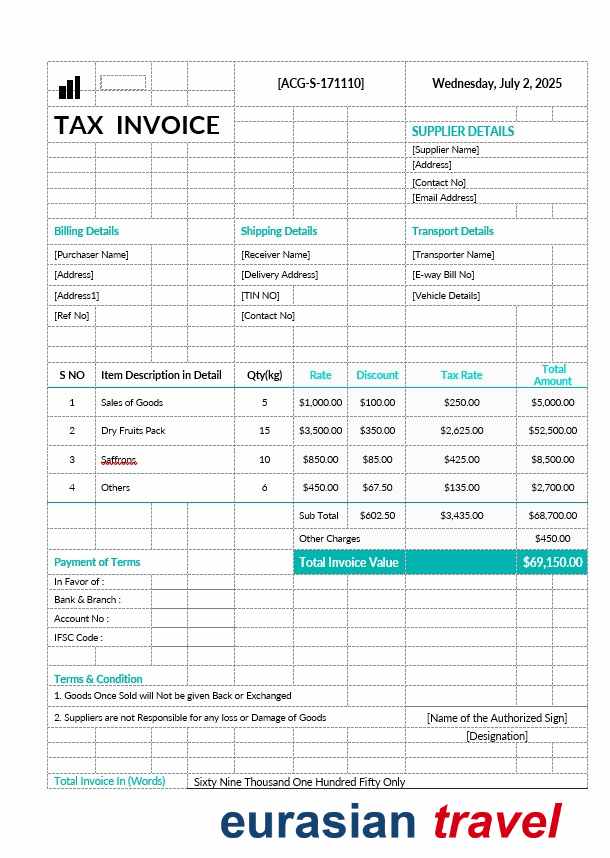 [ACG-S-171110] Wednesday, July 2, 2025
TAX INVOICE
SUPPLIER DETAILS
[Supplier Name]
[Address]
[Contact No]
[Email Address]
Billing Details Shipping Details Transport Details
[Purchaser Name] [Receiver Name] [Transporter Name]
[Address] [Delivery Address] [E-way Bill No]
[Address1] [TIN NO] [Vehicle Details]
[Ref No] [Contact No]
S NO Item Description in Detail Qty(kg) Rate Discount Tax Rate Total Amount
1 Sales of Goods 5 $1,000.00 $100.00 $250.00 $5,000.00
2 Dry Fruits Pack 15 $3,500.00 $350.00 $2,625.00 $52,500.00
3 Saffrons 10 $850.00 $85.00 $425.00 $8,500.00
4 Others 6 $450.00 $67.50 $135.00 $2,700.00
Sub Total $602.50 $3,435.00 $68,700.00
Other Charges $450.00
Payment of Terms Total Invoice Value $69,150.00
In Favor of :
Bank & Branch :
Account No :
IFSC Code :
Terms & Condition
1. Goods Once Sold will Not be given Back or Exchanged
2. Suppliers are not Responsible for any loss or Damage of Goods [Name of the Authorized Sign]
[Designation]
Total Invoice In (Words) Sixty Nine Thousand One Hundred Fifty Only
eurasian travel